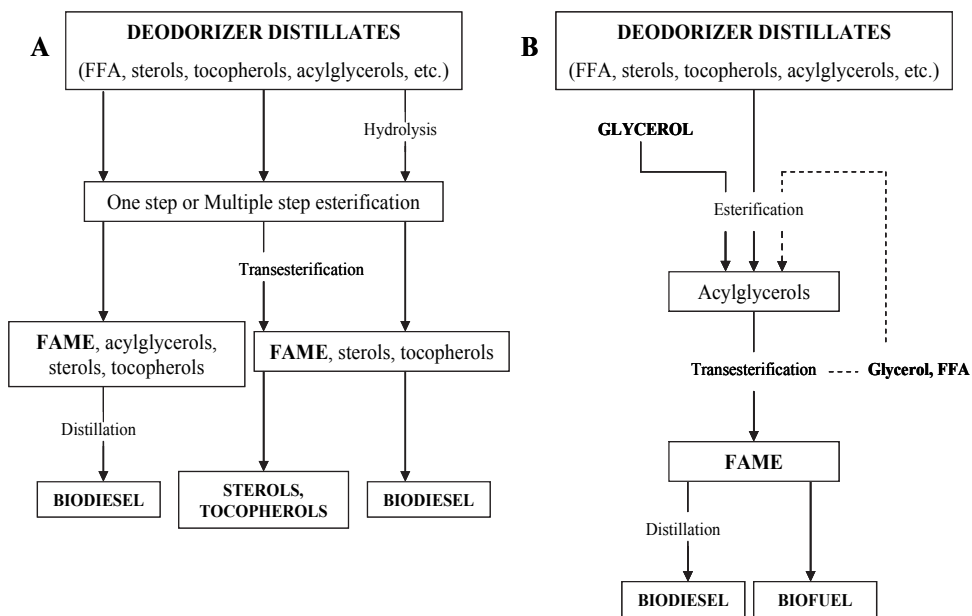 A
DEODORIZER DISTILLATES
(FFA, sterols, tocopherols, acylglycerols, etc.)
Hydrolysis
One step or Multiple step esterification
Transesterification
FAME, acylglycerols,
sterols, tocopherols
FAME, sterols, tocopherols
Distillation
BIODIESEL
STEROLS,
TOCOPHEROLS
BIODIESEL
B
DEODORIZER DISTILLATES
(FFA, sterols, tocopherols, acylglycerols, etc.)
GLYCEROL
Esterification
Acylglycerols
Transesterification
Glycerol, FFA
FAME
Distillation
BIODIESEL
BIOFUEL